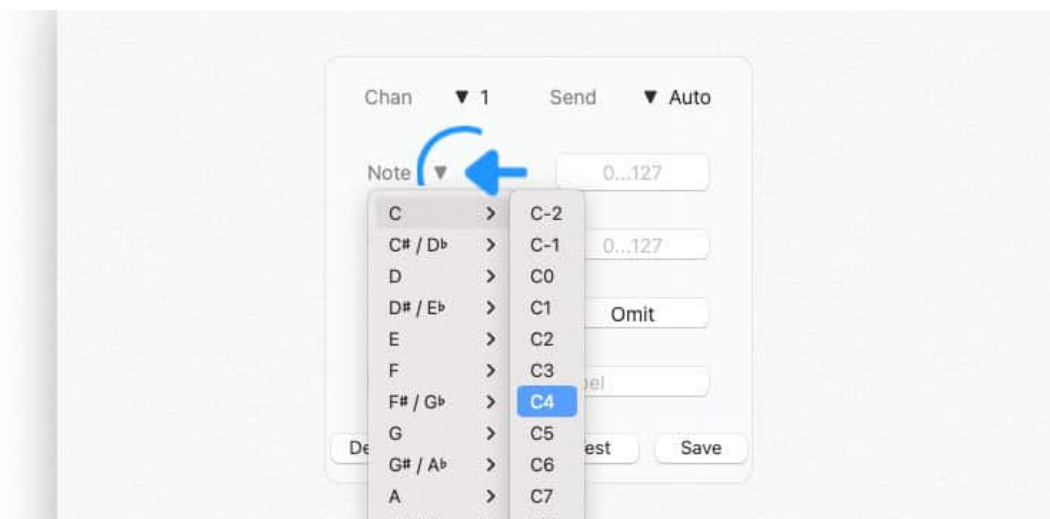 Chan ▼ 1 Send ▼ Auto
Note ▼ 0...127
C > C-2
C# / D♭ > C-1 0...127
D > C0
D# / E♭ > C1 Omit
E > C2
F > C3
F# / G♭ > C4
G > C5 Save
G# / A♭ > C6
A > C7